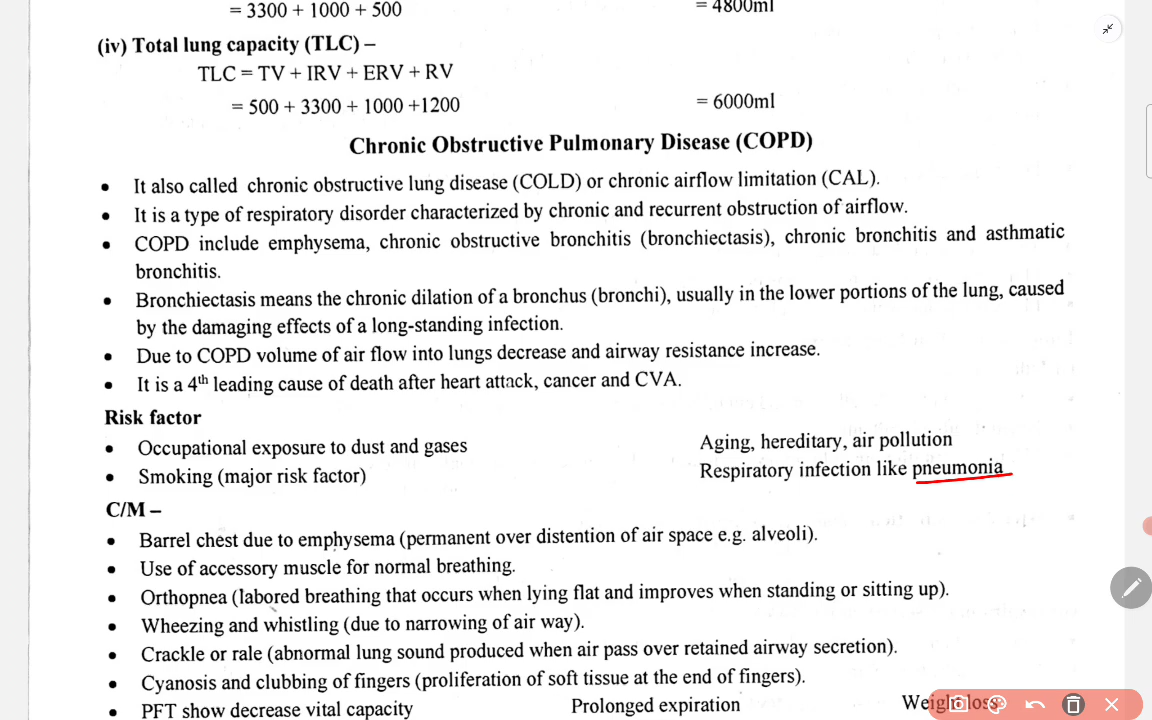 = 3300 + 1000 + 500 = 4800ml
(iv) Total lung capacity (TLC) –
TLC = TV + IRV + ERV + RV
= 500 + 3300 + 1000 +1200 = 6000ml
Chronic Obstructive Pulmonary Disease (COPD)
• It also called chronic obstructive lung disease (COLD) or chronic airflow limitation (CAL).
• It is a type of respiratory disorder characterized by chronic and recurrent obstruction of airflow.
• COPD include emphysema, chronic obstructive bronchitis (bronchiectasis), chronic bronchitis and asthmatic
bronchitis.
• Bronchiectasis means the chronic dilation of a bronchus (bronchi), usually in the lower portions of the lung, caused
by the damaging effects of a long-standing infection.
• Due to COPD volume of air flow into lungs decrease and airway resistance increase.
• It is a 4th leading cause of death after heart attack, cancer and CVA.
Risk factor
• Occupational exposure to dust and gases Aging, hereditary, air pollution
• Smoking (major risk factor) Respiratory infection like pneumonia
C/M –
• Barrel chest due to emphysema (permanent over distention of air space e.g. alveoli).
• Use of accessory muscle for normal breathing.
• Orthopnea (labored breathing that occurs when lying flat and improves when standing or sitting up).
• Wheezing and whistling (due to narrowing of air way).
• Crackle or rale (abnormal lung sound produced when air pass over retained airway secretion).
• Cyanosis and clubbing of fingers (proliferation of soft tissue at the end of fingers).
• PFT show decrease vital capacity Prolonged expiration Weight loss